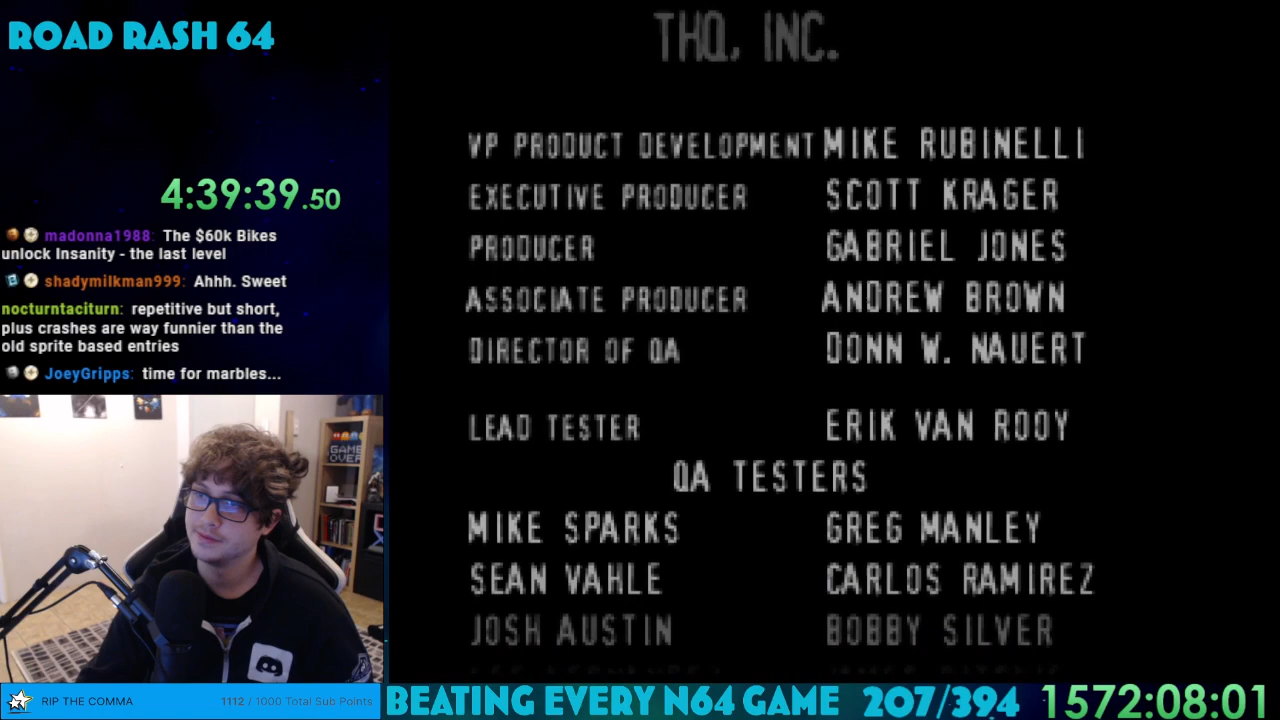 ROAD RASH 64
4:39:39.50
madonna1988: The $60k Bikes
unlock Insanity - the last level
shadymilkman999: Ahhh. Sweet
nocturntaciturn: repetitive but short,
plus crashes are way funnier than the
old sprite based entries
JoeyGripps: time for marbles...
GAME
OVER
RIP THE COMMA
1112 / 1000 Total Sub Points
THQ, INC.
VP PRODUCT DEVELOPMENT MIKE RUBINELLI
EXECUTIVE PRODUCER SCOTT KRAGER
PRODUCER GABRIEL JONES
ASSOCIATE PRODUCER ANDREW BROWN
DIRECTOR OF QA DONN W. NAUERT
LEAD TESTER ERIK VAN ROOY
QA TESTERS
MIKE SPARKS GREG MANLEY
SEAN VAHLE CARLOS RAMIREZ
JOSH AUSTIN BOBBY SILVER
BEATING EVERY N64 GAME 207/394 1572:08:01